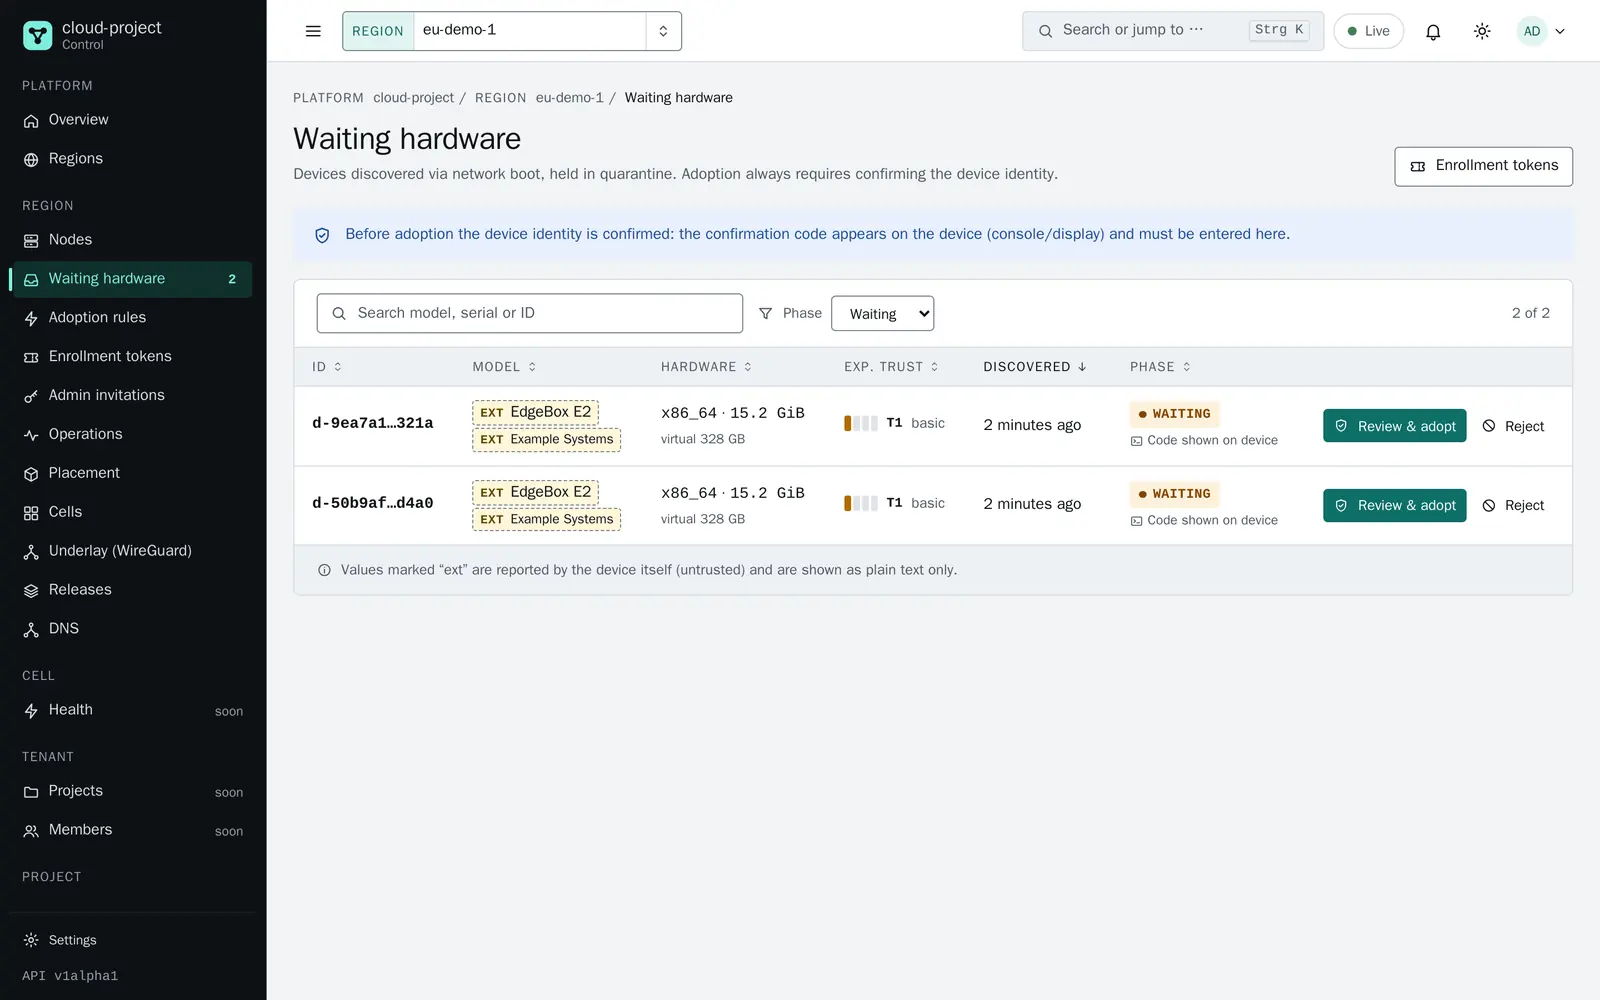 cloud-project
Control
PLATFORM
Overview
Regions
REGION
Nodes
Waiting hardware 2
Adoption rules
Enrollment tokens
Admin invitations
Operations
Placement
Cells
Underlay (WireGuard)
Releases
DNS
CELL
Health soon
TENANT
Projects soon
Members soon
PROJECT
Settings
API v1alpha1
REGION eu-demo-1
Search or jump to ··· Strg K
Live
AD
PLATFORM cloud-project / REGION eu-demo-1 / Waiting hardware
Waiting hardware
Devices discovered via network boot, held in quarantine. Adoption always requires confirming the device identity.
Enrollment tokens
Before adoption the device identity is confirmed: the confirmation code appears on the device (console/display) and must be entered here.
Search model, serial or ID
Phase Waiting
2 of 2
ID MODEL HARDWARE EXP. TRUST DISCOVERED PHASE
d-9ea7a1…321a
EXT EdgeBox E2
EXT Example Systems
x86_64 · 15.2 GiB
virtual 328 GB
T1 basic
2 minutes ago
WAITING
Code shown on device
Review & adopt
Reject
d-50b9af…d4a0
EXT EdgeBox E2
EXT Example Systems
x86_64 · 15.2 GiB
virtual 328 GB
T1 basic
2 minutes ago
WAITING
Code shown on device
Review & adopt
Reject
Values marked “ext” are reported by the device itself (untrusted) and are shown as plain text only.